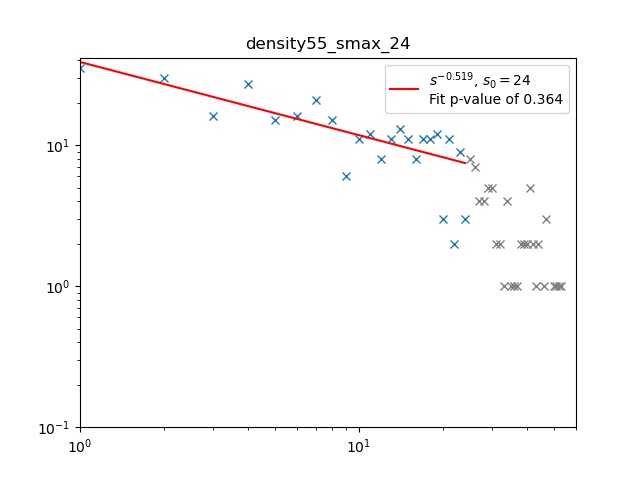 density55_smax_24
$s^{-0.519}$, $s_0 = 24$
Fit p-value of 0.364
$10^1$
$10^0$
$10^{-1}$
$10^0$
$10^1$